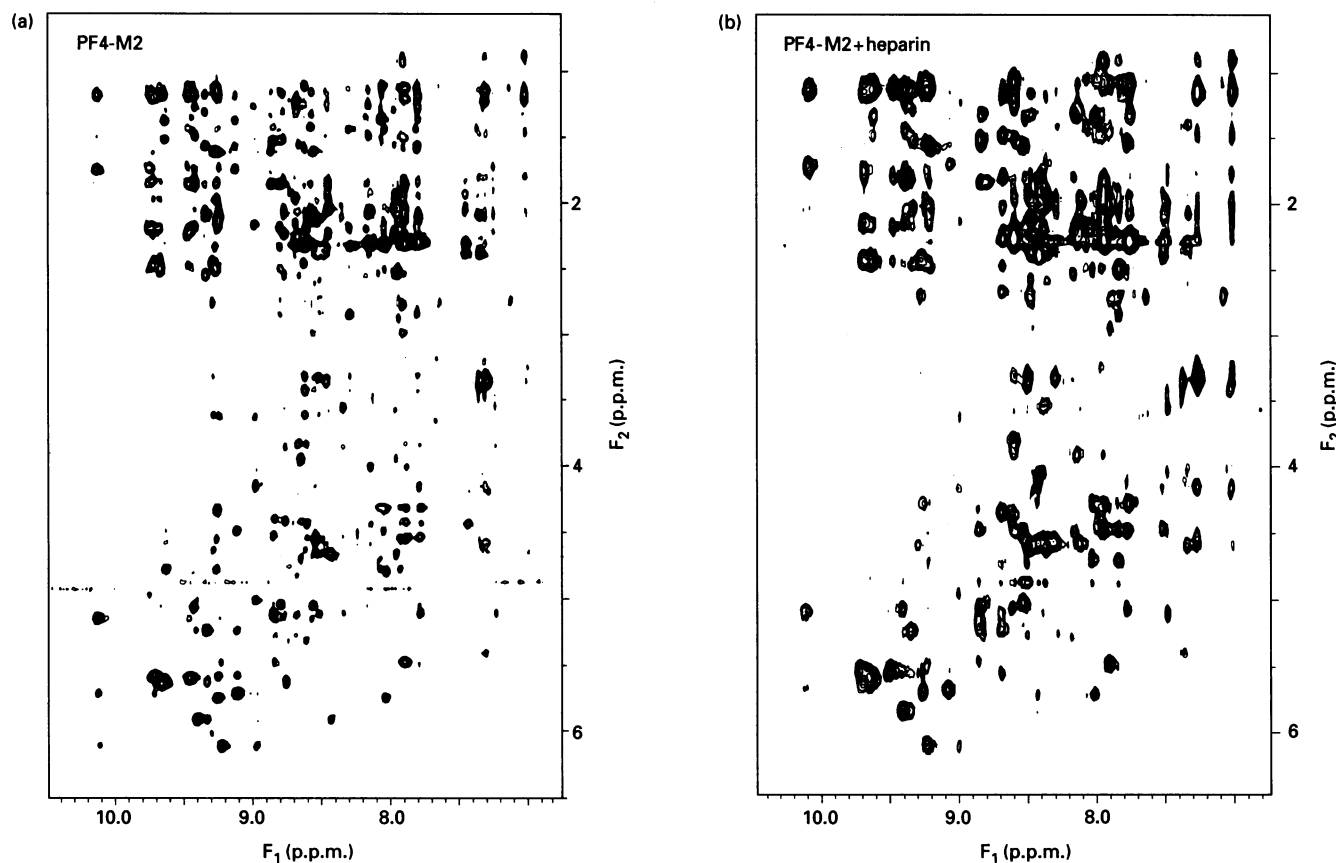 (a)
PF4-M2
2
4
6
F₂ (p.p.m.)
10.0 9.0 8.0
F₁ (p.p.m.)
(b)
PF4-M2+heparin
2
4
6
F₂ (p.p.m.)
10.0 9.0 8.0
F₁ (p.p.m.)